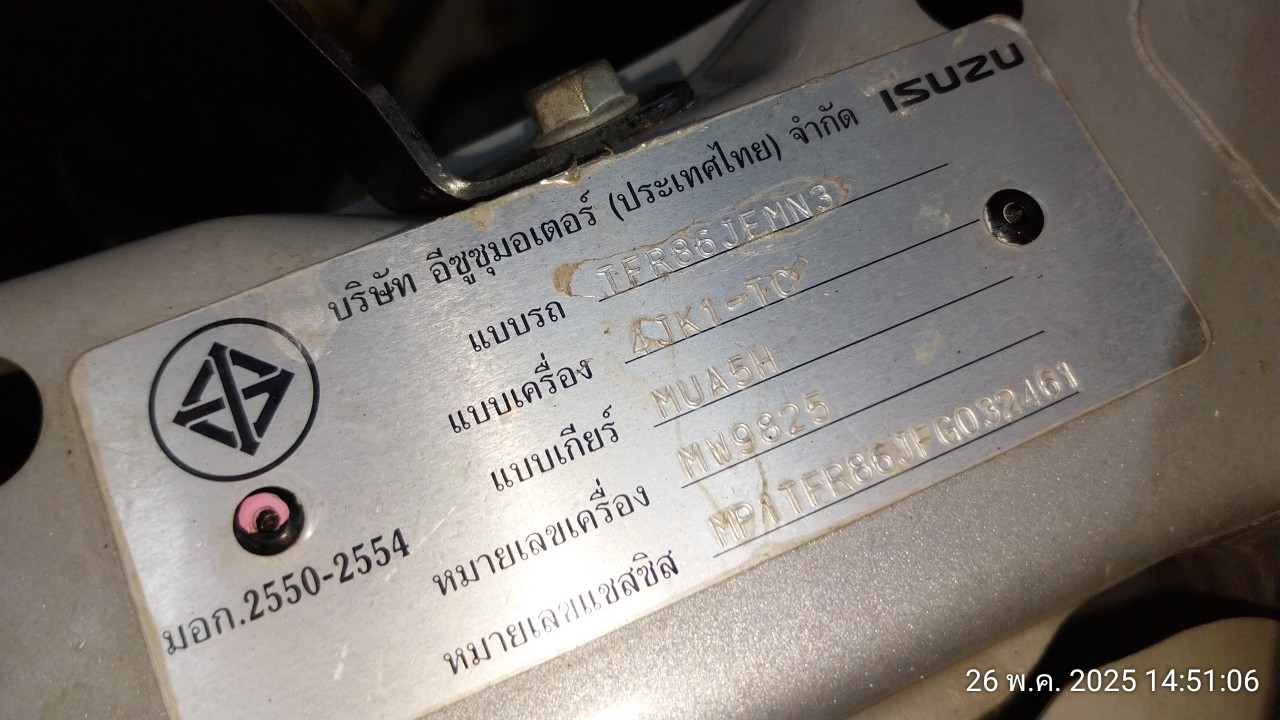 ISUZU
บริษัท อีซูซุมอเตอร์ (ประเทศไทย) จำกัด
แบบรถ TFR86JFMN3
แบบเครื่อง 4JK1-TC
แบบเกียร์ MUA5H
หมายเลขเครื่อง MW9825
หมายเลขแชสซิส MP1TFR86JFG032461
มอก.2550-2554
26 พ.ค. 2025 14:51:06